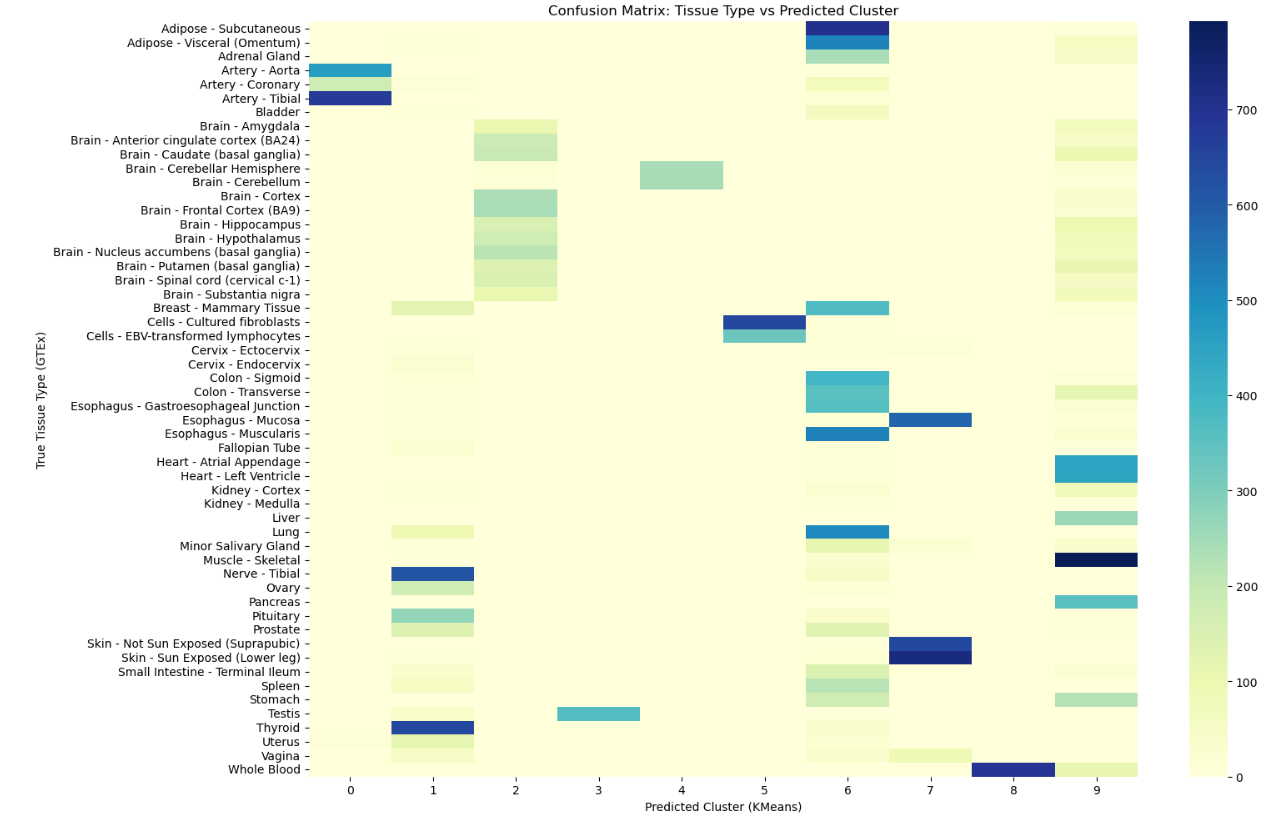 Confusion Matrix: Tissue Type vs Predicted Cluster
True Tissue Type (GTEx)
Adipose - Subcutaneous
Adipose - Visceral (Omentum)
Adrenal Gland
Artery - Aorta
Artery - Coronary
Artery - Tibial
Bladder
Brain - Amygdala
Brain - Anterior cingulate cortex (BA24)
Brain - Caudate (basal ganglia)
Brain - Cerebellar Hemisphere
Brain - Cerebellum
Brain - Cortex
Brain - Frontal Cortex (BA9)
Brain - Hippocampus
Brain - Hypothalamus
Brain - Nucleus accumbens (basal ganglia)
Brain - Putamen (basal ganglia)
Brain - Spinal cord (cervical c-1)
Brain - Substantia nigra
Breast - Mammary Tissue
Cells - Cultured fibroblasts
Cells - EBV-transformed lymphocytes
Cervix - Ectocervix
Cervix - Endocervix
Colon - Sigmoid
Colon - Transverse
Esophagus - Gastroesophageal Junction
Esophagus - Mucosa
Esophagus - Muscularis
Fallopian Tube
Heart - Atrial Appendage
Heart - Left Ventricle
Kidney - Cortex
Kidney - Medulla
Liver
Lung
Minor Salivary Gland
Muscle - Skeletal
Nerve - Tibial
Ovary
Pancreas
Pituitary
Prostate
Skin - Not Sun Exposed (Suprapubic)
Skin - Sun Exposed (Lower leg)
Small Intestine - Terminal Ileum
Spleen
Stomach
Testis
Thyroid
Uterus
Vagina
Whole Blood
0 1 2 3 4 5 6 7 8 9
Predicted Cluster (KMeans)
700
600
500
400
300
200
100
0